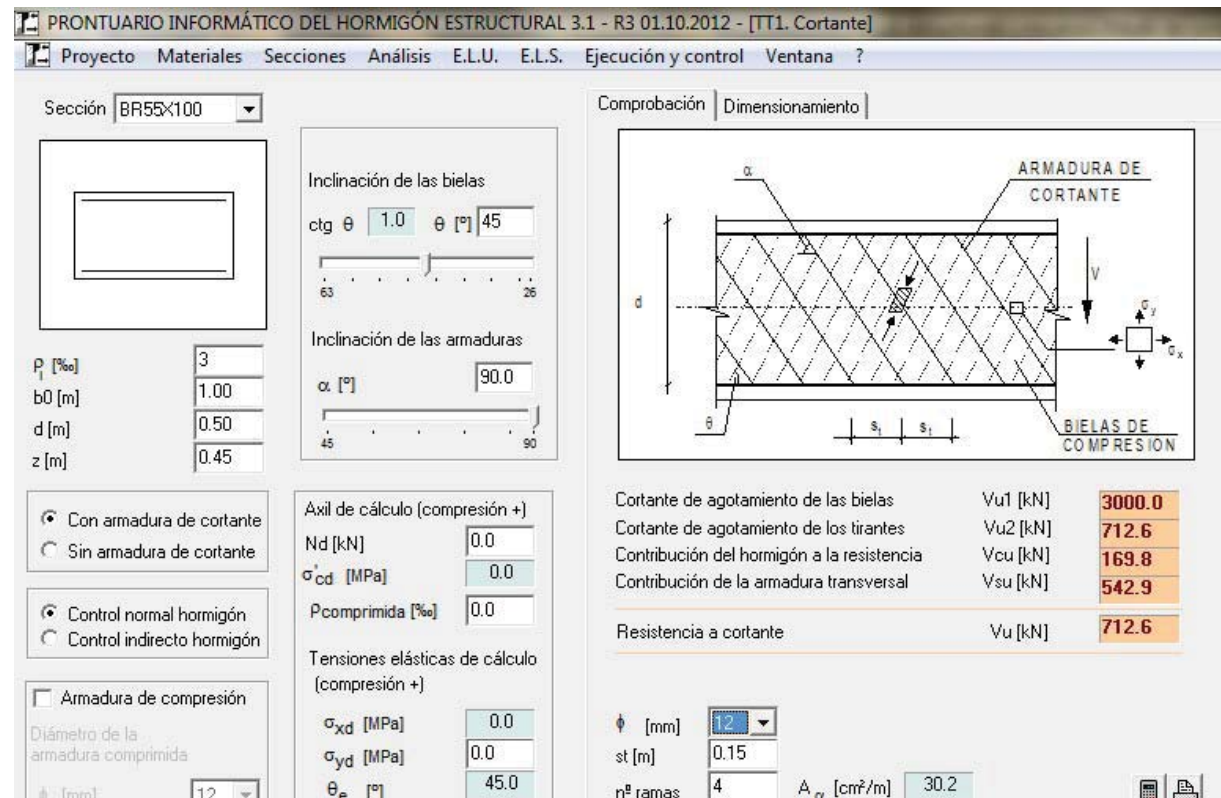 PRONTUARIO INFORMÁTICO DEL HORMIGÓN ESTRUCTURAL 3.1 - R3 01.10.2012 - [TT1. Cortante]
Proyecto Materiales Secciones Análisis E.L.U. E.L.S. Ejecución y control Ventana ?
Sección BR55X100
ρl [‰] 3
b0 [m] 1.00
d [m] 0.50
z [m] 0.45
Con armadura de cortante
Sin armadura de cortante
Control normal hormigón
Control indirecto hormigón
Armadura de compresión
Diámetro de la
armadura comprimida
ϕ [mm] 12
Inclinación de las bielas
ctg θ 1.0 θ [º] 45
63 26
Inclinación de las armaduras
α [º] 90.0
45 90
Axil de cálculo (compresión +)
Nd [kN] 0.0
σ'cd [MPa] 0.0
ρcomprimida [‰] 0.0
Tensiones elásticas de cálculo
(compresión +)
σxd [MPa] 0.0
σyd [MPa] 0.0
θe [º] 45.0
Comprobación Dimensionamiento
α ARMADURA DE
CORTANTE
V
d
σy
σx
θ st st BIELAS DE
COMPRESION
Cortante de agotamiento de las bielas Vu1 [kN] 3000.0
Cortante de agotamiento de los tirantes Vu2 [kN] 712.6
Contribución del hormigón a la resistencia Vcu [kN] 169.8
Contribución de la armadura transversal Vsu [kN] 542.9
Resistencia a cortante Vu [kN] 712.6
ϕ [mm] 12
st [m] 0.15
nº ramas 4 Aα [cm²/m] 30.2